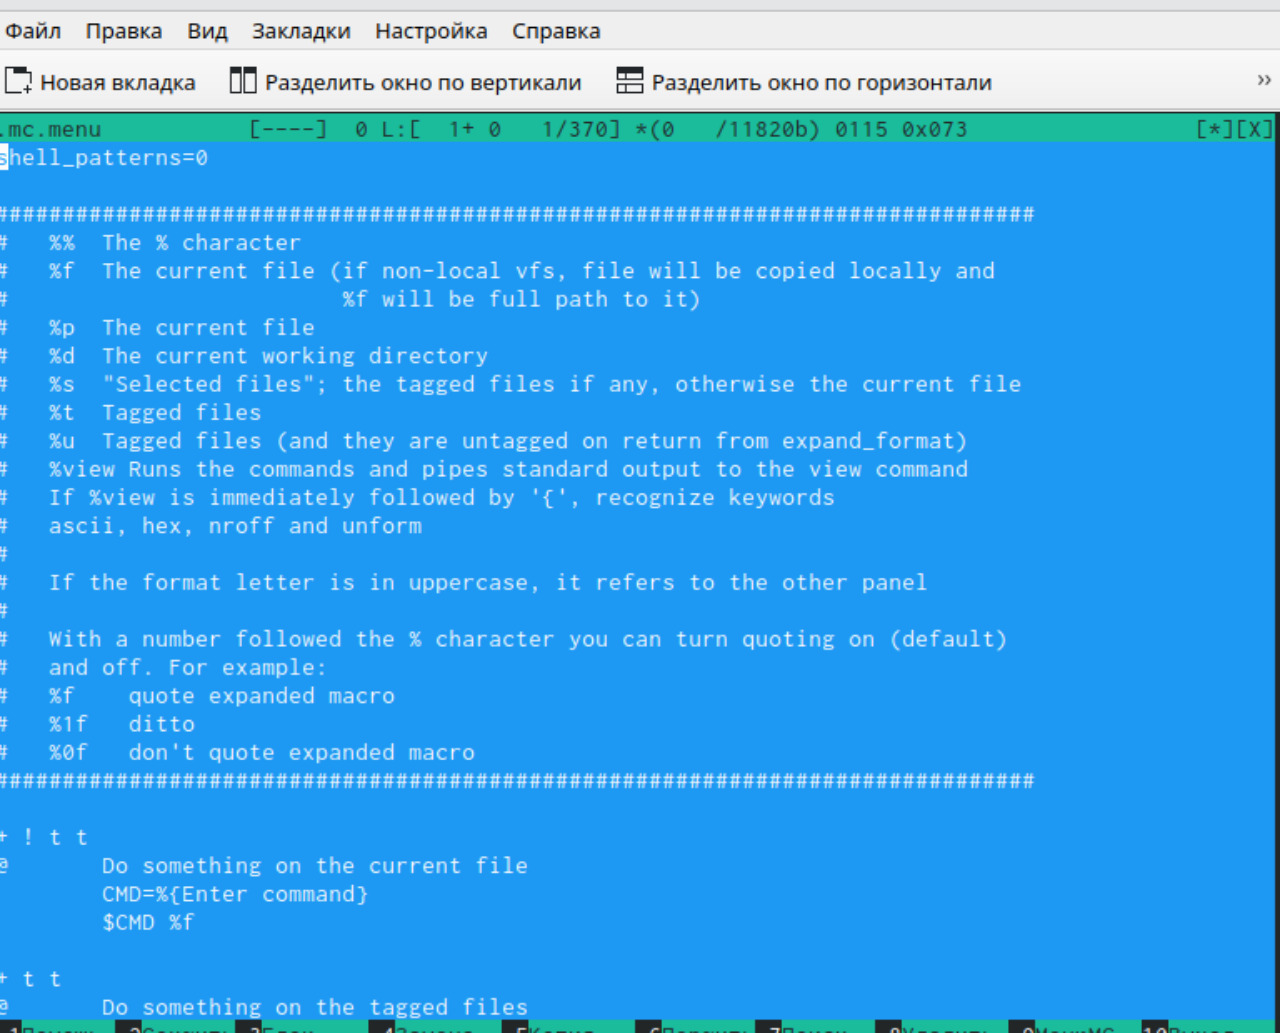 Файл Правка Вид Закладки Настройка Справка
Новая вкладка Разделить окно по вертикали Разделить окно по горизонтали »
.mc.menu [----] 0 L:[ 1+ 0 1/370] *(0 /11820b) 0115 0x073 [*][X]
shell_patterns=0
##############################################################################
# %% The % character
# %f The current file (if non-local vfs, file will be copied locally and
# %f will be full path to it)
# %p The current file
# %d The current working directory
# %s "Selected files"; the tagged files if any, otherwise the current file
# %t Tagged files
# %u Tagged files (and they are untagged on return from expand_format)
# %view Runs the commands and pipes standard output to the view command
# If %view is immediately followed by '{', recognize keywords
# ascii, hex, nroff and unform
#
# If the format letter is in uppercase, it refers to the other panel
#
# With a number followed the % character you can turn quoting on (default)
# and off. For example:
# %f quote expanded macro
# %1f ditto
# %0f don't quote expanded macro
##############################################################################
+ ! t t
@ Do something on the current file
CMD=%{Enter command}
$CMD %f
+ t t
@ Do something on the tagged files